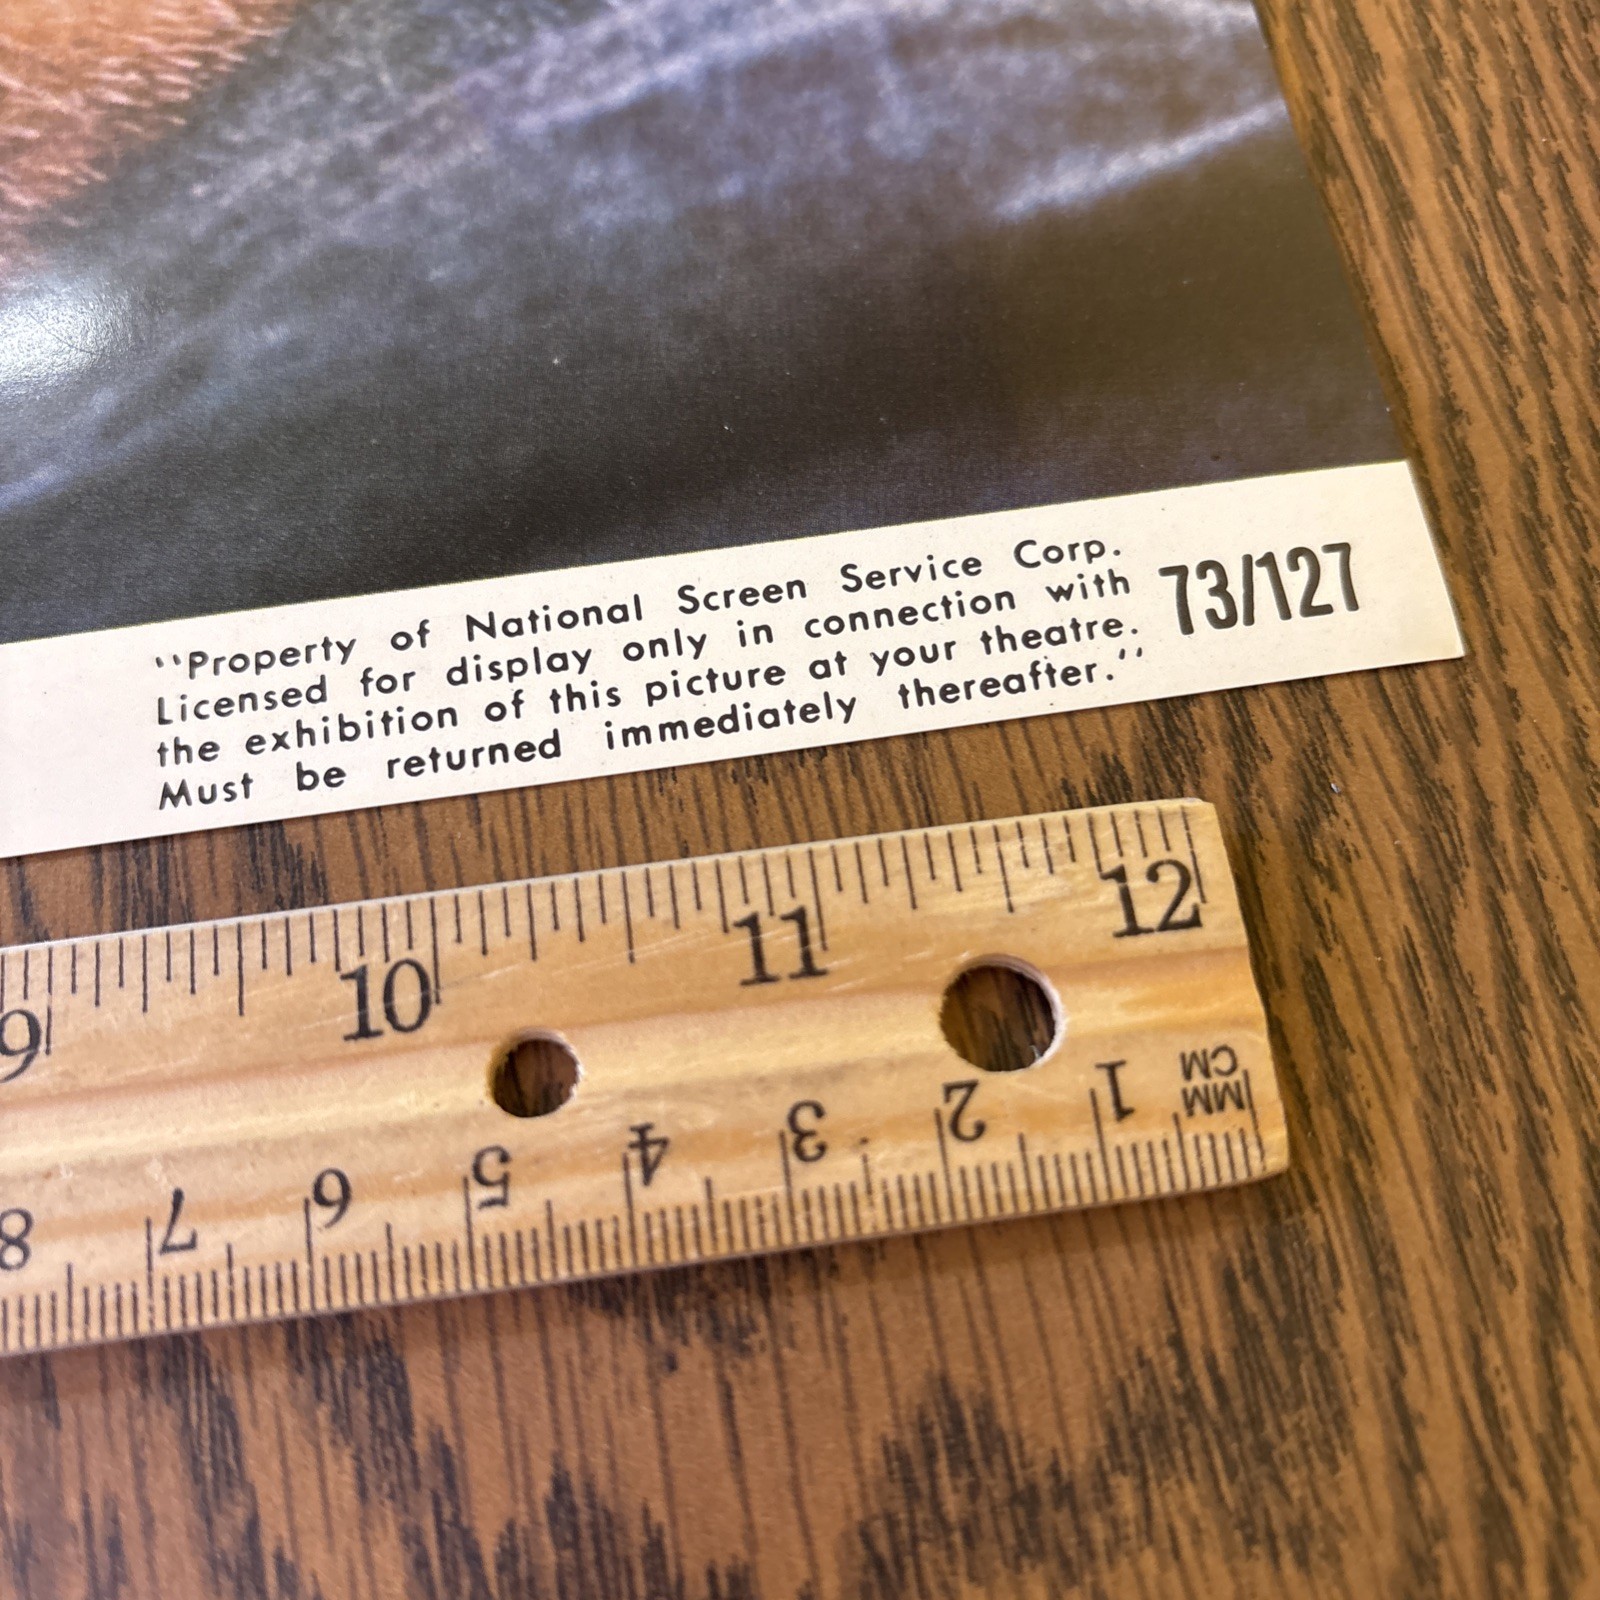 "Property of National Screen Service Corp.
Licensed for display only in connection with
the exhibition of this picture at your theatre.
Must be returned immediately thereafter."
73/127
9 10 11 12
8 7 6 5 4 3 2 1 CM
MM